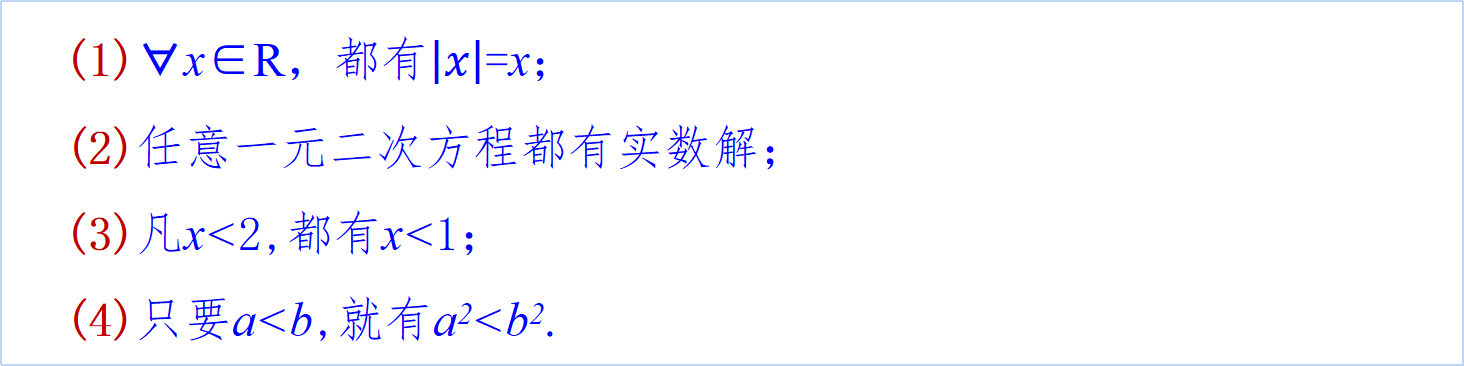 (1)∀x∈R，都有|x|=x；
(2)任意一元二次方程都有实数解；
(3)凡x<2,都有x<1；
(4)只要a<b,就有a²<b².